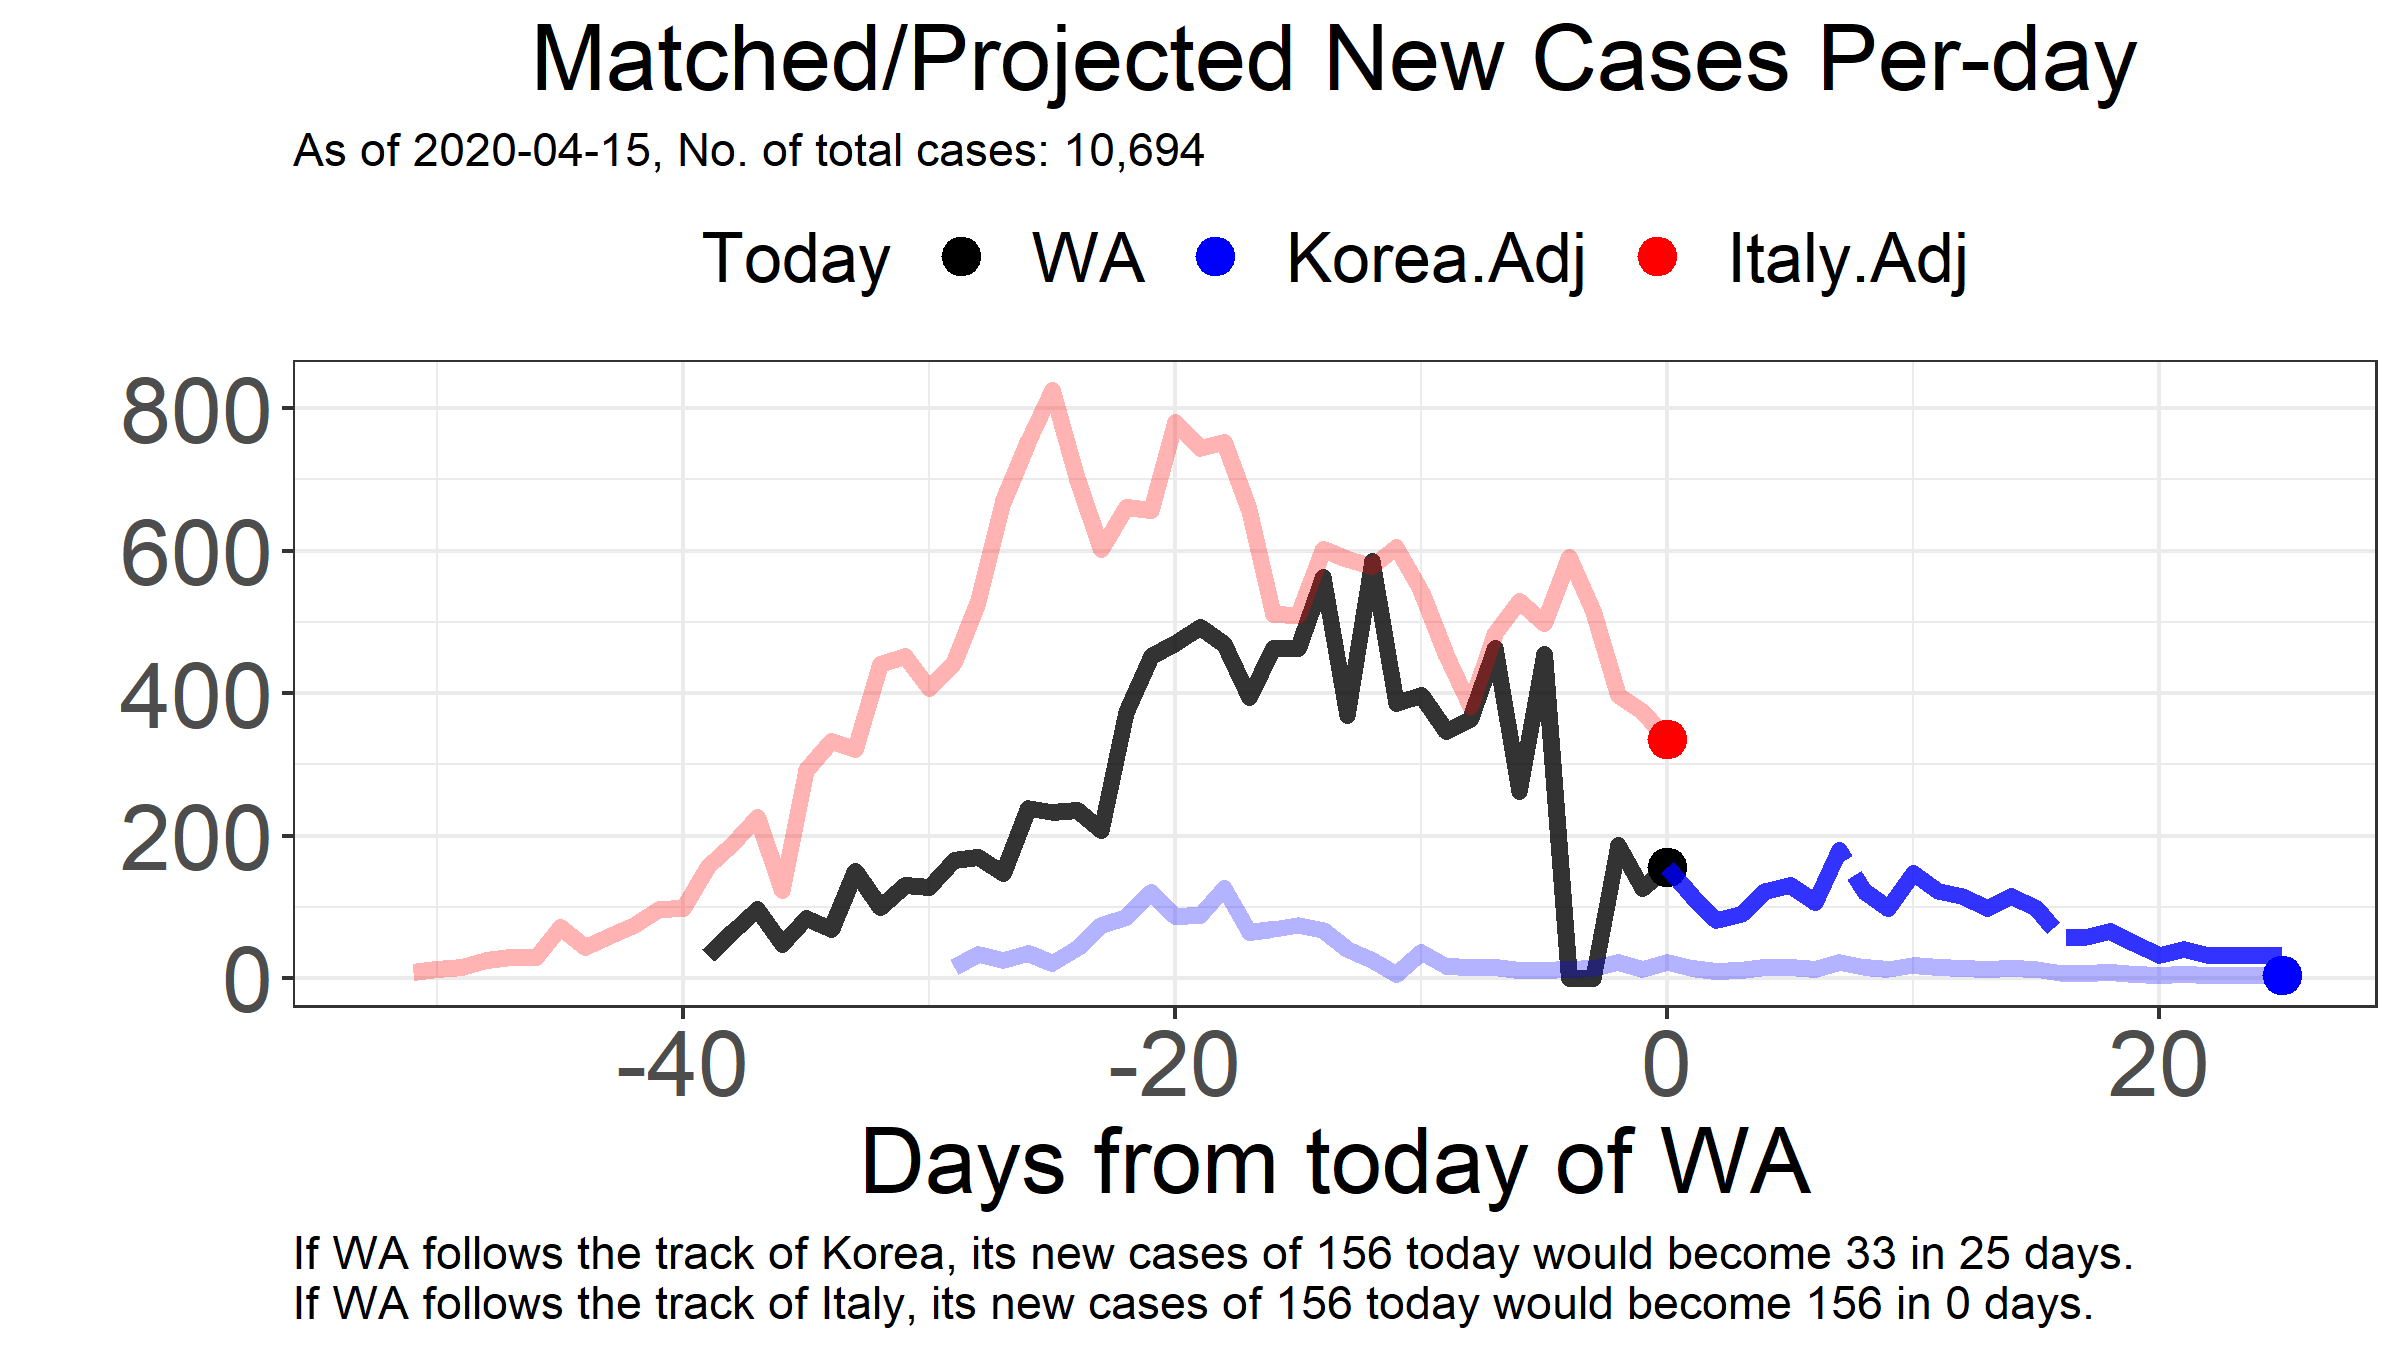 Matched/Projected New Cases Per-day
As of 2020-04-15, No. of total cases: 10,694
Today WA Korea.Adj Italy.Adj
800
600
400
200
0
-40 -20 0 20
Days from today of WA
If WA follows the track of Korea, its new cases of 156 today would become 33 in 25 days.
If WA follows the track of Italy, its new cases of 156 today would become 156 in 0 days.